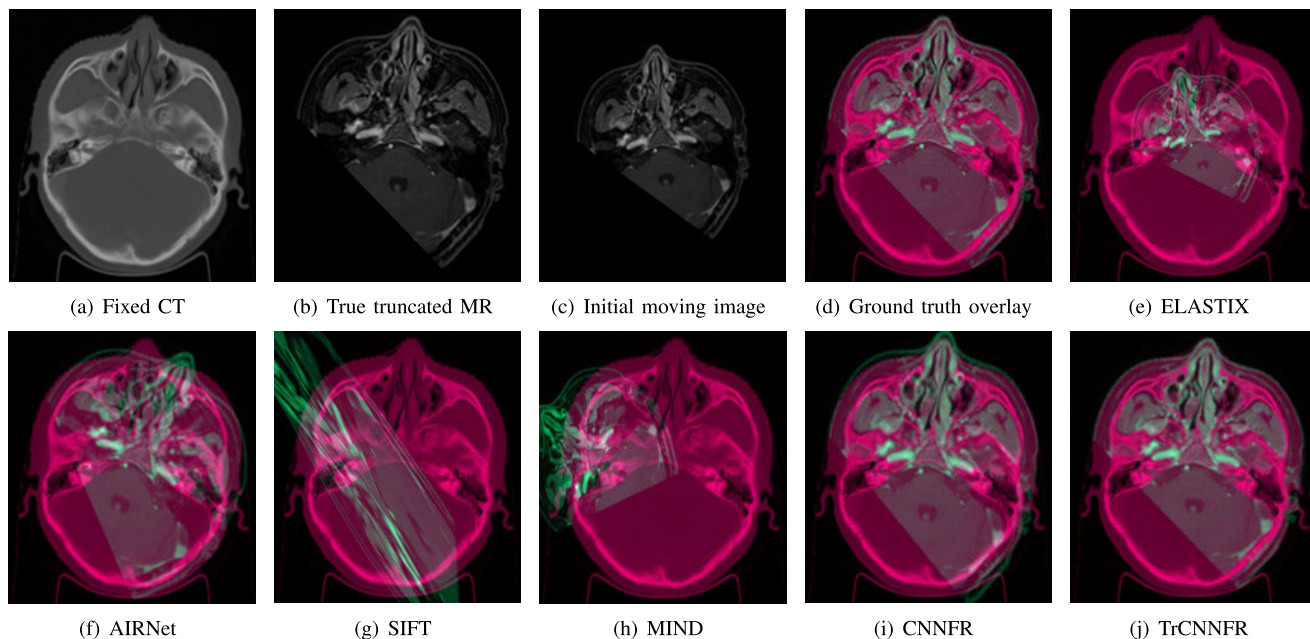 (a) Fixed CT
(b) True truncated MR
(c) Initial moving image
(d) Ground truth overlay
(e) ELASTIX
(f) AIRNet
(g) SIFT
(h) MIND
(i) CNNFR
(j) TrCNNFR